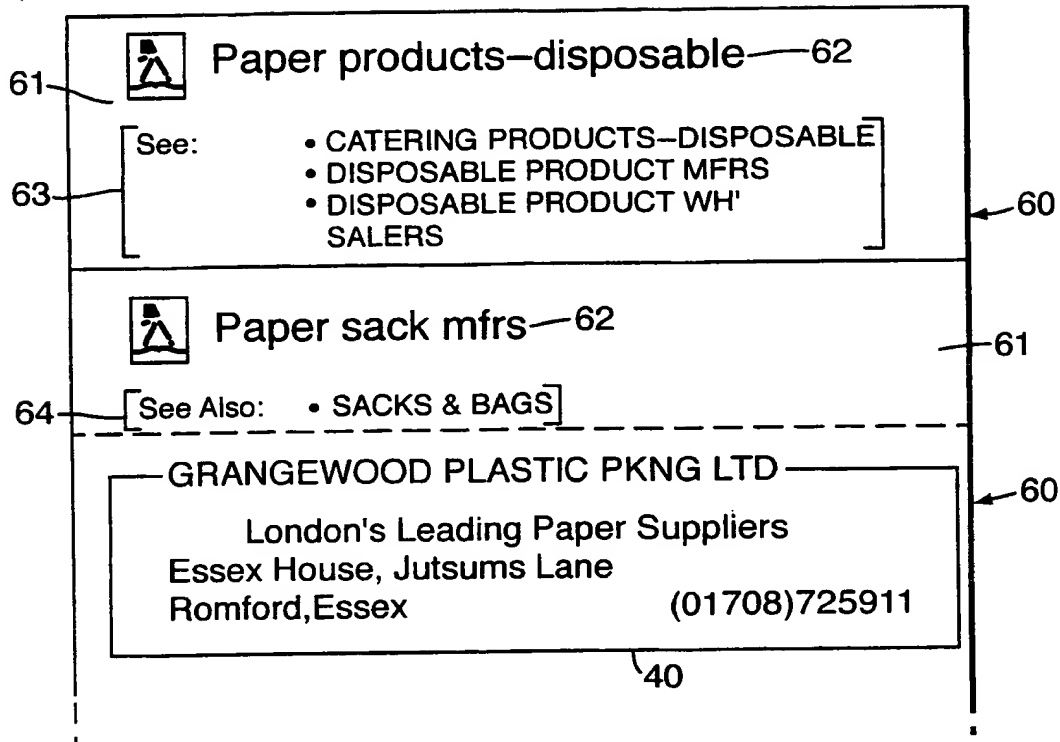 Paper products–disposable 62
61
See: • CATERING PRODUCTS–DISPOSABLE
• DISPOSABLE PRODUCT MFRS
63
• DISPOSABLE PRODUCT WH'
60
SALERS
Paper sack mfrs 62
61
64 See Also: • SACKS & BAGS
GRANGEWOOD PLASTIC PKNG LTD
60
London's Leading Paper Suppliers
Essex House, Jutsums Lane
Romford,Essex (01708)725911
40